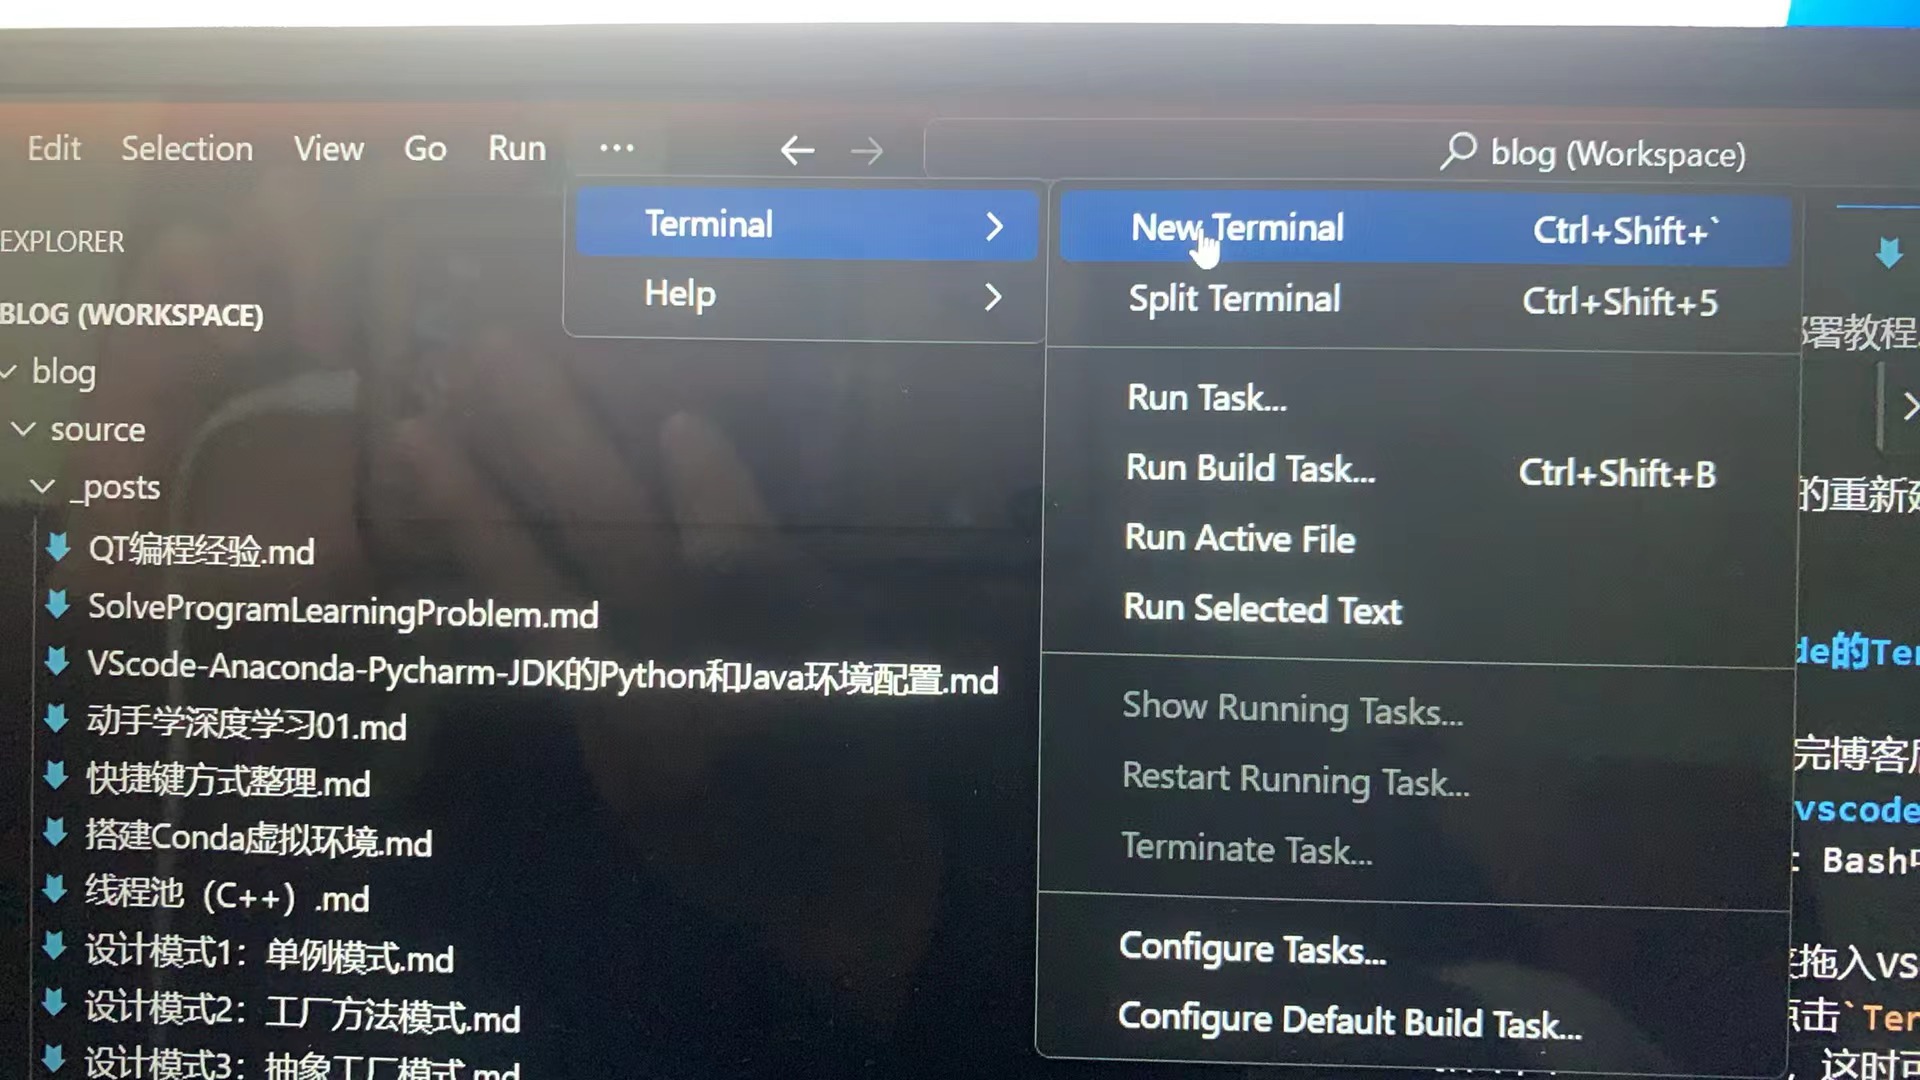 Edit Selection View Go Run ... blog (Workspace)
Terminal
Help
New Terminal Ctrl+Shift+`
Split Terminal Ctrl+Shift+5
Run Task...
Run Build Task... Ctrl+Shift+B
Run Active File
Run Selected Text
Show Running Tasks...
Restart Running Task...
Terminate Task...
Configure Tasks...
Configure Default Build Task...
EXPLORER
BLOG (WORKSPACE)
blog
source
_posts
QT编程经验.md
SolveProgramLearningProblem.md
VScode-Anaconda-Pycharm-JDK的Python和Java环境配置.md
动手学深度学习01.md
快捷键方式整理.md
搭建Conda虚拟环境.md
线程池（C++）.md
设计模式1：单例模式.md
设计模式2：工厂方法模式.md
设计模式3：抽象工厂模式.md
署教程
的重新
de的Ter
完博客
vscode
: Bash
拖入VS
点击`Ter
，这时可